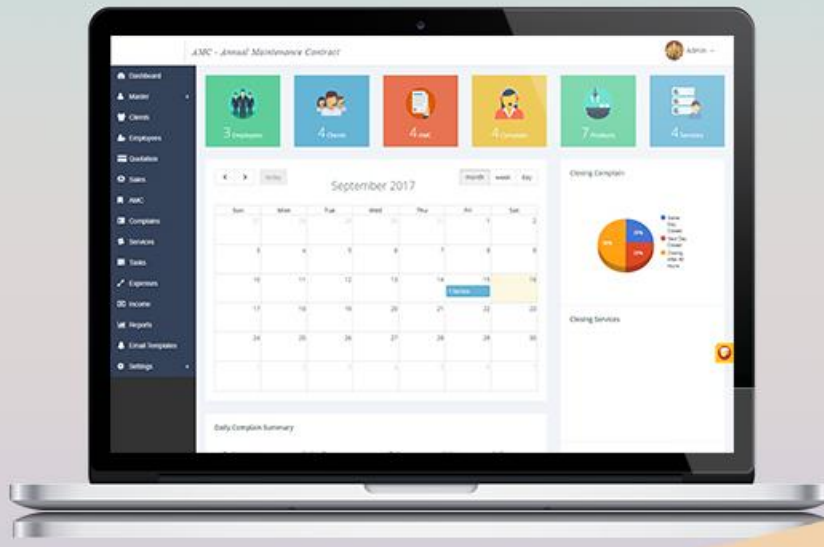 AMC - Annual Maintenance Contract
Admin
Dashboard
Master
Clients
Employees
Quotation
Sales
AMC
Complains
Services
Tasks
Expenses
Income
Reports
Email Templates
Settings
3 Employees
4 Clients
4 AMC
4 Complain
7 Products
4 Services
today
September 2017
month week day
Sun Mon Tue Wed Thu Fri Sat
1 2
3 4 5 6 7 8 9
10 11 12 13 14 15 16
17 18 19 20 21 22 23
24 25 26 27 28 29 30
Closing Complain
Closing Services
Daily Complain Summary